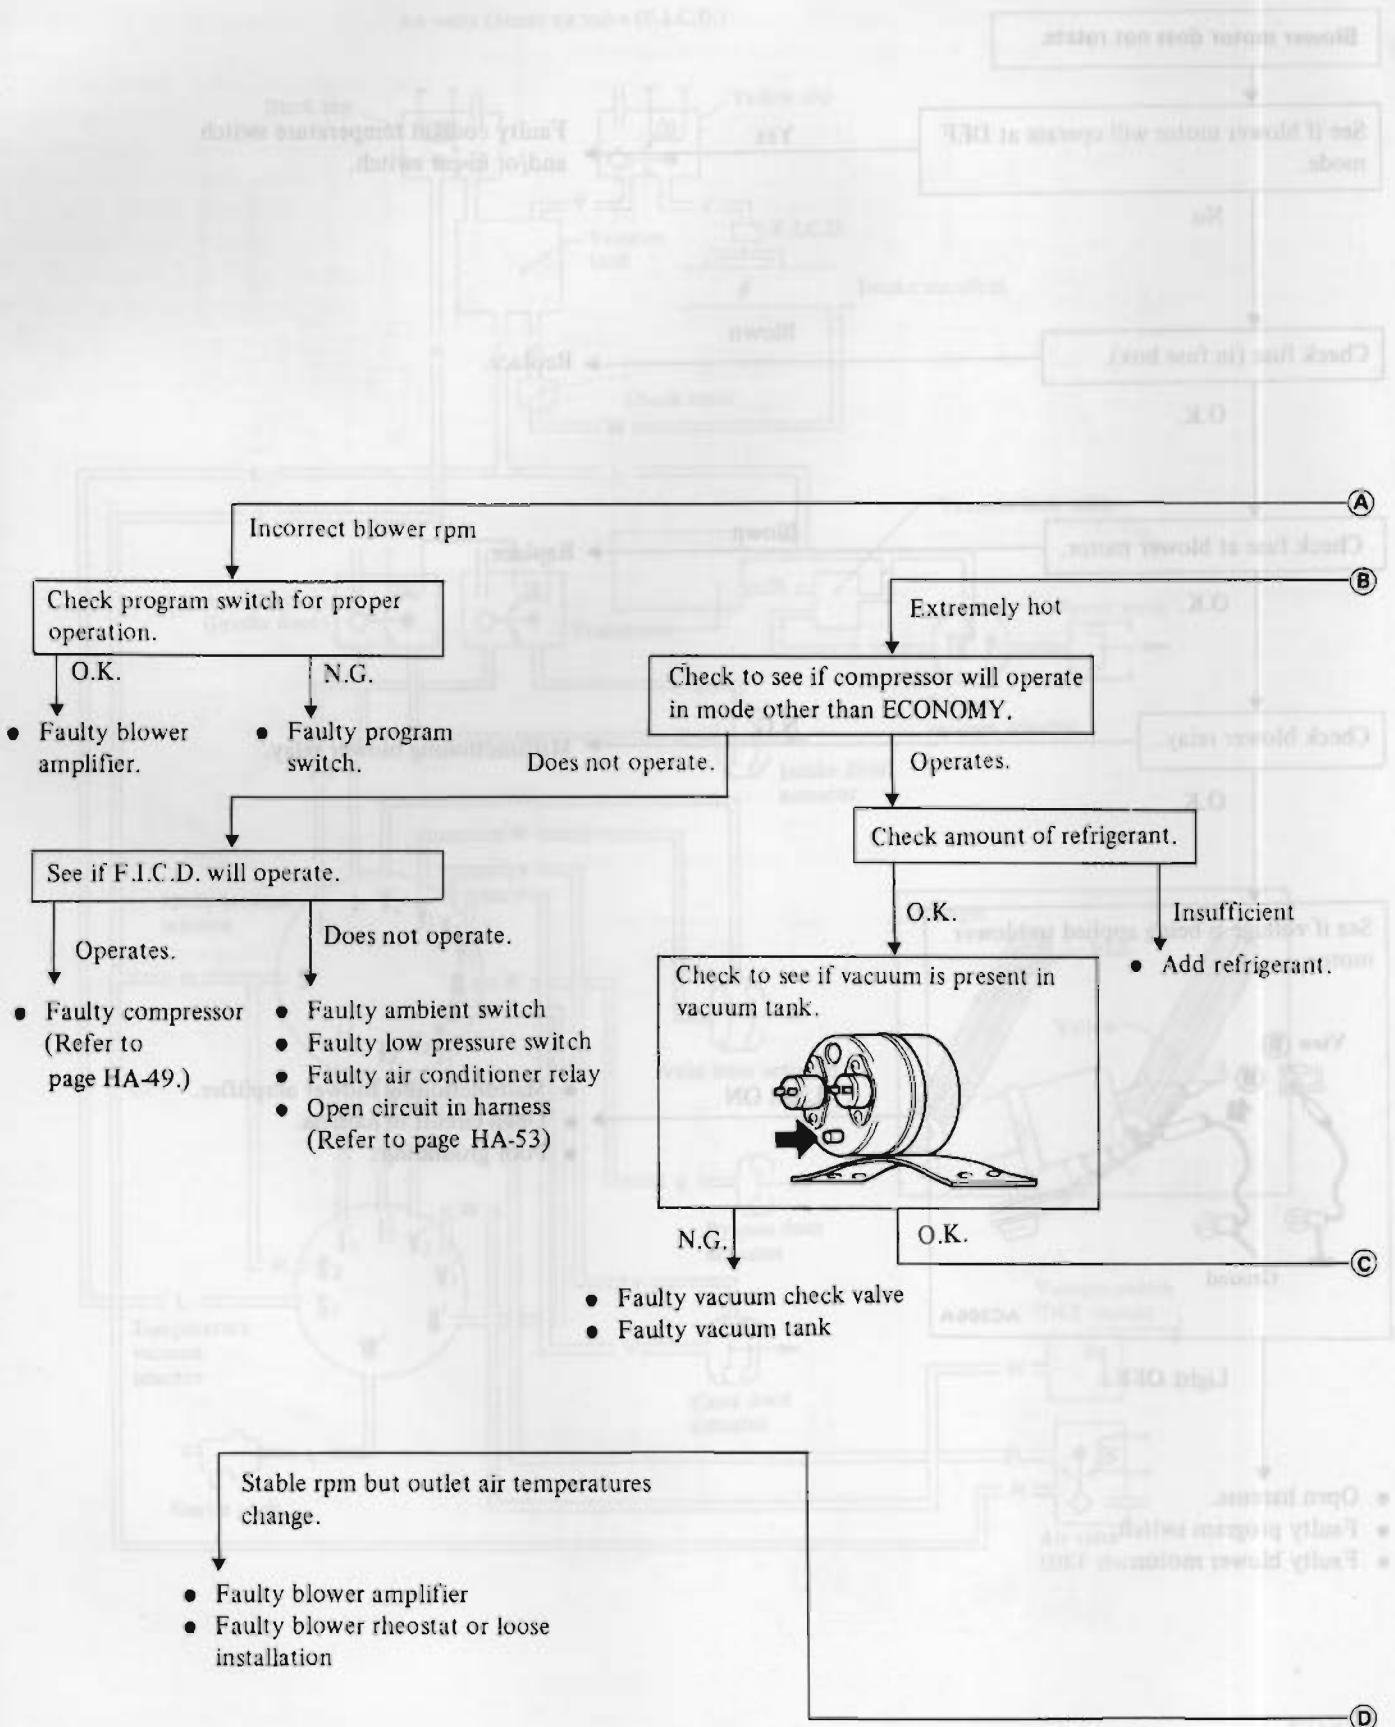 A
Incorrect blower rpm
Check program switch for proper
operation.
O.K.
N.G.
● Faulty blower
amplifier.
● Faulty program
switch.
B
Extremely hot
Check to see if compressor will operate
in mode other than ECONOMY.
Does not operate.
Operates.
See if F.I.C.D. will operate.
Operates.
Does not operate.
● Faulty compressor
(Refer to
page HA-49.)
● Faulty ambient switch
● Faulty low pressure switch
● Faulty air conditioner relay
● Open circuit in harness
(Refer to page HA-53)
Check amount of refrigerant.
O.K.
Insufficient
● Add refrigerant.
Check to see if vacuum is present in
vacuum tank.
N.G.
O.K.
C
● Faulty vacuum check valve
● Faulty vacuum tank
Stable rpm but outlet air temperatures
change.
● Faulty blower amplifier
● Faulty blower rheostat or loose
installation
D